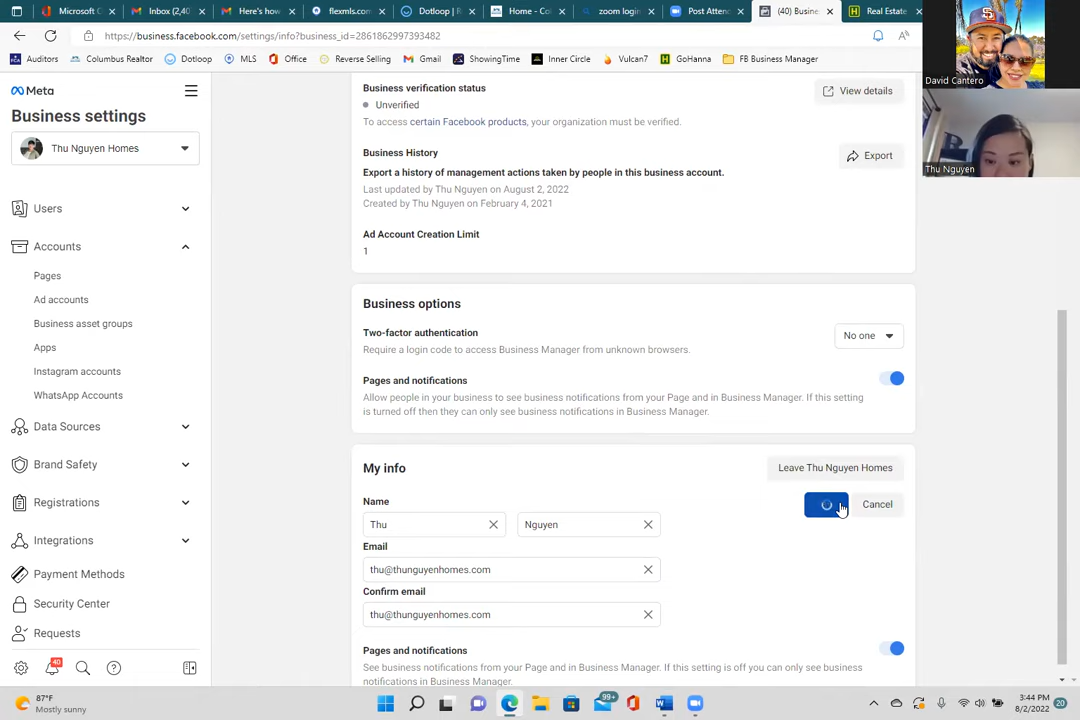 Microsoft C
Inbox (2,40
Here's how
flexmls.com
Dotloop | R
Home - Col
zoom login
Post Attend
(40) Busine
Real Estate
https://business.facebook.com/settings/info?business_id=2861862997393482
Auditors
Columbus Realtor
Dotloop
MLS
Office
Reverse Selling
Gmail
ShowingTime
Inner Circle
Vulcan7
GoHanna
FB Business Manager
David Cantero
Thu Nguyen
Meta
Business settings
Thu Nguyen Homes
Users
Accounts
Pages
Ad accounts
Business asset groups
Apps
Instagram accounts
WhatsApp Accounts
Data Sources
Brand Safety
Registrations
Integrations
Payment Methods
Security Center
Requests
40
Business verification status
View details
Unverified
To access certain Facebook products, your organization must be verified.
Business History
Export
Export a history of management actions taken by people in this business account.
Last updated by Thu Nguyen on August 2, 2022
Created by Thu Nguyen on February 4, 2021
Ad Account Creation Limit
1
Business options
Two-factor authentication
No one
Require a login code to access Business Manager from unknown browsers.
Pages and notifications
Allow people in your business to see business notifications from your Page and in Business Manager. If this setting
is turned off then they can only see business notifications in Business Manager.
My info
Leave Thu Nguyen Homes
Name
Cancel
Thu
Nguyen
Email
thu@thunguyenhomes.com
Confirm email
thu@thunguyenhomes.com
Pages and notifications
See business notifications from your Page and in Business Manager. If this setting is off you can only see business
notifications in Business Manager.
87°F
Mostly sunny
99+
3:44 PM
8/2/2022
20